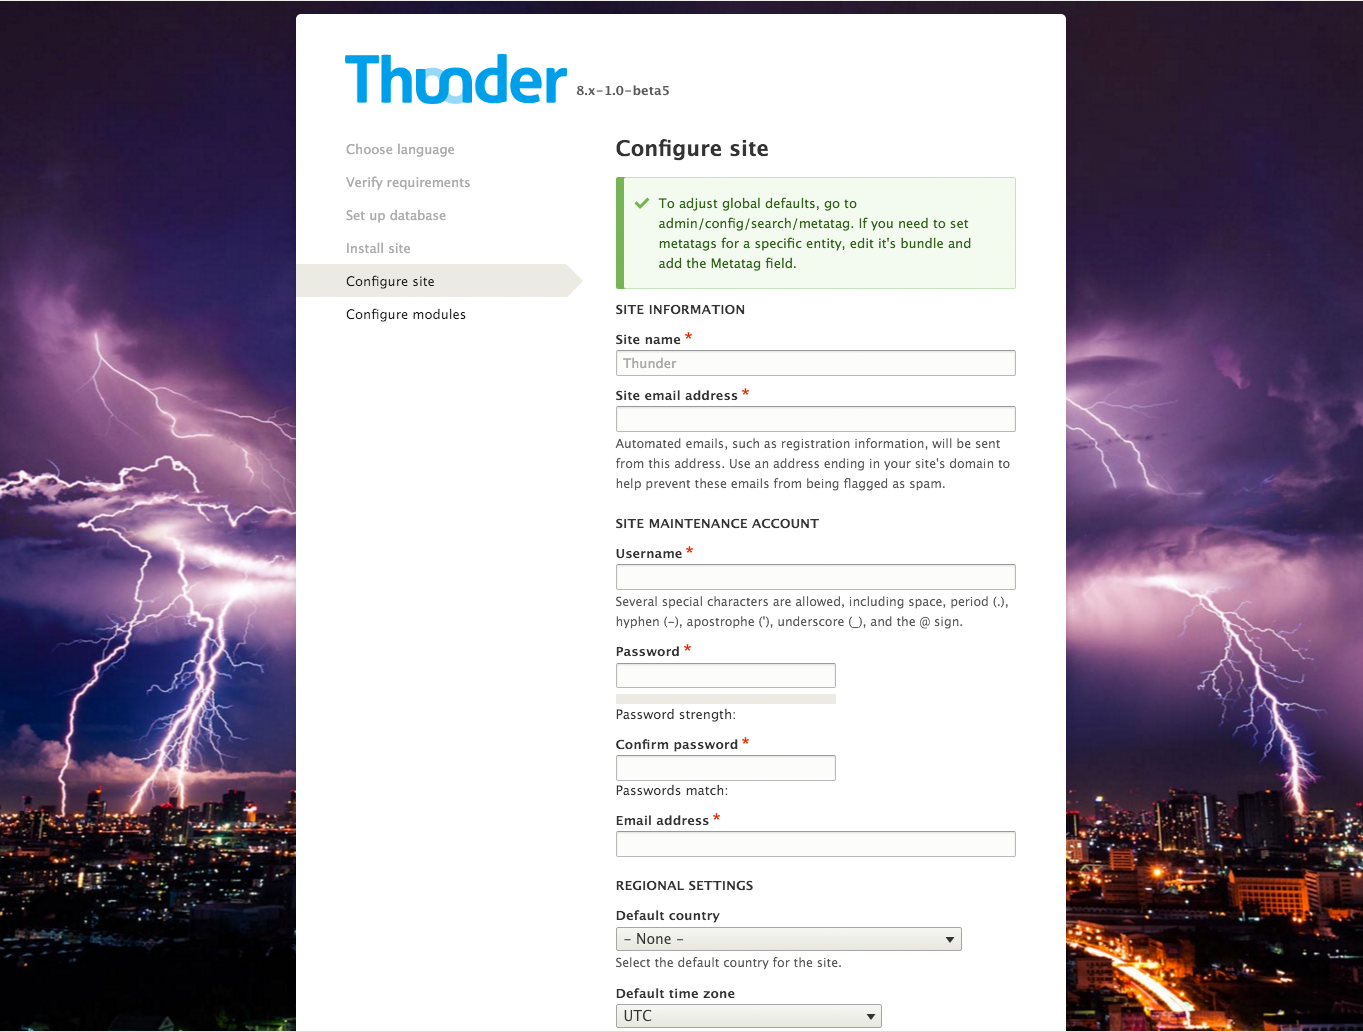 Thunder 8.x-1.0-beta5
Choose language
Verify requirements
Set up database
Install site
Configure site
Configure modules
Configure site
To adjust global defaults, go to
admin/config/search/metatag. If you need to set
metatags for a specific entity, edit it's bundle and
add the Metatag field.
SITE INFORMATION
Site name *
Thunder
Site email address *
Automated emails, such as registration information, will be sent
from this address. Use an address ending in your site's domain to
help prevent these emails from being flagged as spam.
SITE MAINTENANCE ACCOUNT
Username *
Several special characters are allowed, including space, period (.),
hyphen (-), apostrophe ('), underscore (_), and the @ sign.
Password *
Password strength:
Confirm password *
Passwords match:
Email address *
REGIONAL SETTINGS
Default country
- None -
Select the default country for the site.
Default time zone
UTC